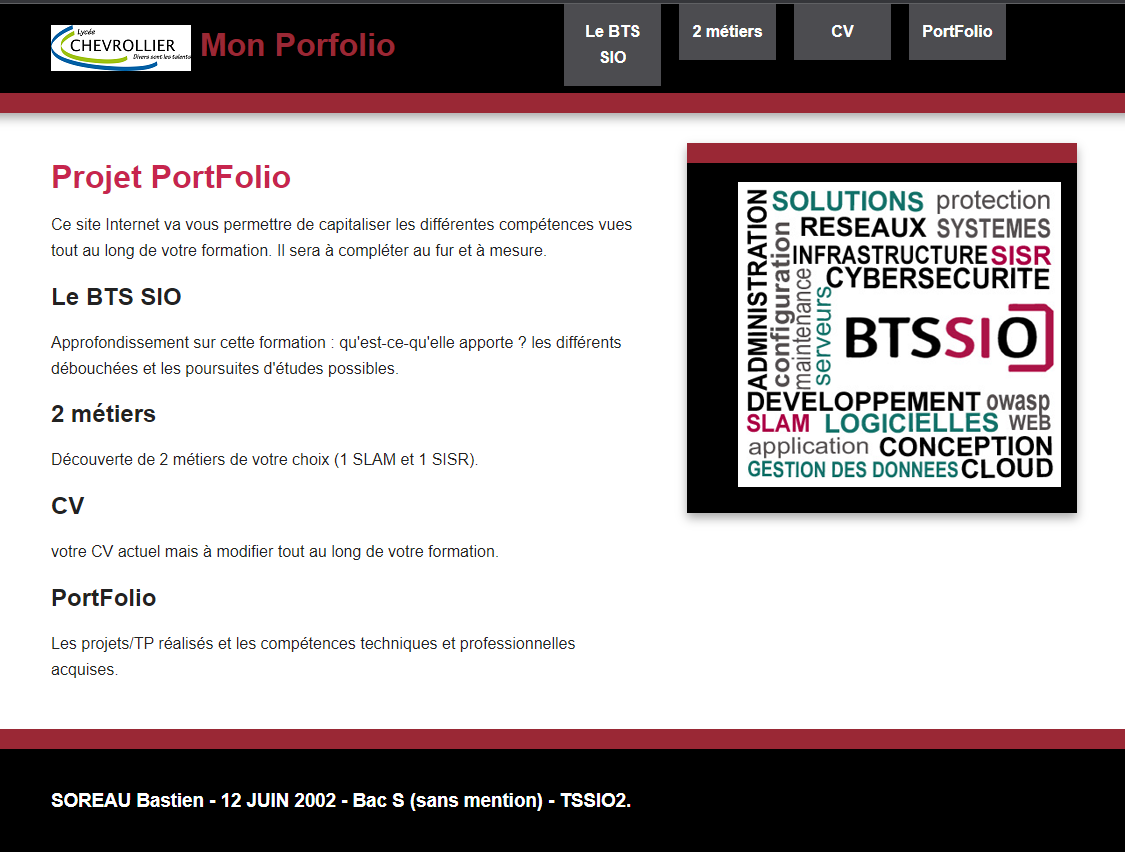 Lycée
CHEVROLLIER
Divers sont les talents
Mon Porfolio
Le BTS
SIO
2 métiers
CV
PortFolio
Projet PortFolio
Ce site Internet va vous permettre de capitaliser les différentes compétences vues
tout au long de votre formation. Il sera à compléter au fur et à mesure.
Le BTS SIO
Approfondissement sur cette formation : qu'est-ce-qu'elle apporte ? les différents
débouchées et les poursuites d'études possibles.
2 métiers
Découverte de 2 métiers de votre choix (1 SLAM et 1 SISR).
CV
votre CV actuel mais à modifier tout au long de votre formation.
PortFolio
Les projets/TP réalisés et les compétences techniques et professionnelles
acquises.
ADMINISTRATION
configuration
maintenance
serveurs
SOLUTIONS protection
RESEAUX SYSTEMES
INFRASTRUCTURE SISR
CYBERSECURITE
BTSSIO
DEVELOPPEMENT owasp
SLAM LOGICIELLES WEB
application CONCEPTION
GESTION DES DONNEES CLOUD
SOREAU Bastien - 12 JUIN 2002 - Bac S (sans mention) - TSSIO2.